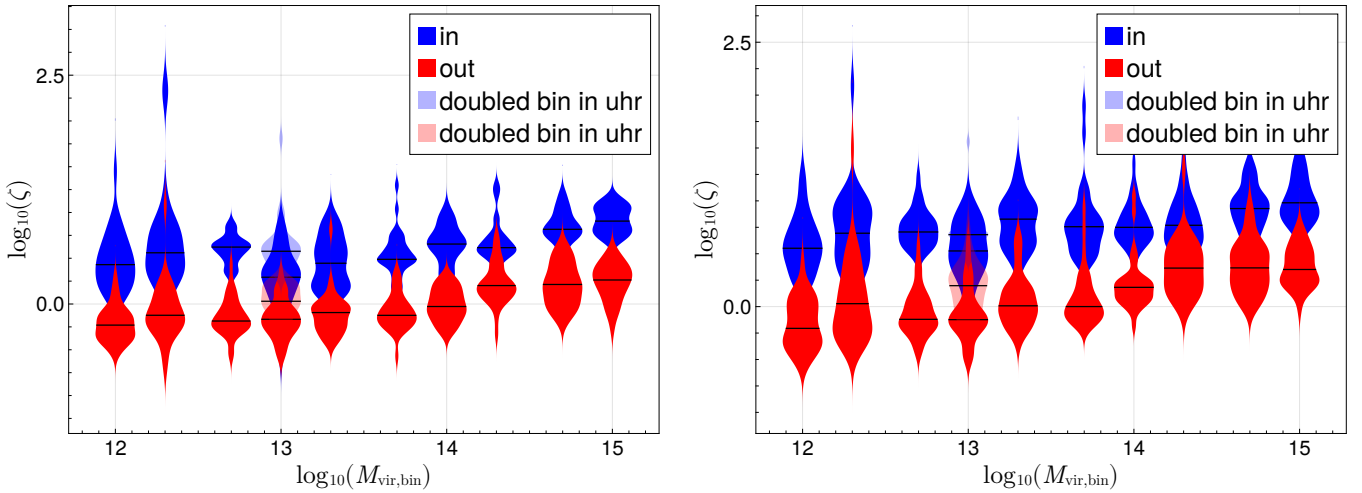 2.5
0.0
log₁₀(ζ)
in
out
doubled bin in uhr
doubled bin in uhr
12 13 14 15
log₁₀(M_vir,bin)
2.5
0.0
log₁₀(ζ)
in
out
doubled bin in uhr
doubled bin in uhr
12 13 14 15
log₁₀(M_vir,bin)